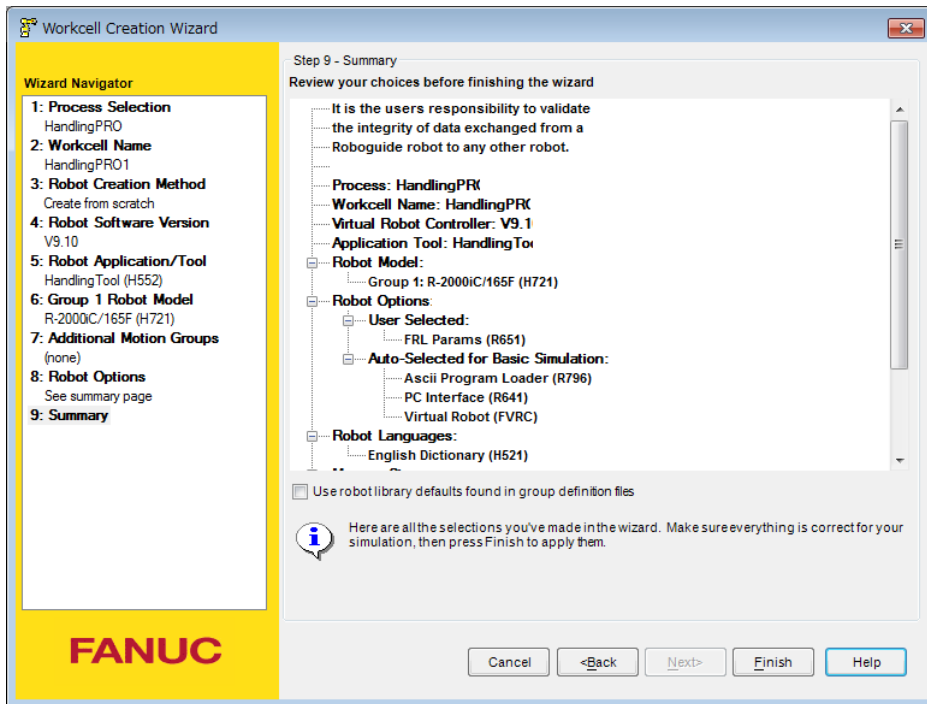 Workcell Creation Wizard
Wizard Navigator
1: Process Selection
HandlingPRO
2: Workcell Name
HandlingPRO1
3: Robot Creation Method
Create from scratch
4: Robot Software Version
V9.10
5: Robot Application/Tool
HandlingTool (H552)
6: Group 1 Robot Model
R-2000iC/165F (H721)
7: Additional Motion Groups
(none)
8: Robot Options
See summary page
9: Summary
FANUC
Step 9 - Summary
Review your choices before finishing the wizard
It is the users responsibility to validate
the integrity of data exchanged from a
Roboguide robot to any other robot.
Process: HandlingPR
Workcell Name: HandlingPR
Virtual Robot Controller: V9.1
Application Tool: HandlingToo
Robot Model:
Group 1: R-2000iC/165F (H721)
Robot Options:
User Selected:
FRL Params (R651)
Auto-Selected for Basic Simulation:
Ascii Program Loader (R796)
PC Interface (R641)
Virtual Robot (FVRC)
Robot Languages:
English Dictionary (H521)
Use robot library defaults found in group definition files
Here are all the selections you've made in the wizard. Make sure everything is correct for your
simulation, then press Finish to apply them.
Cancel <Back Next> Finish Help